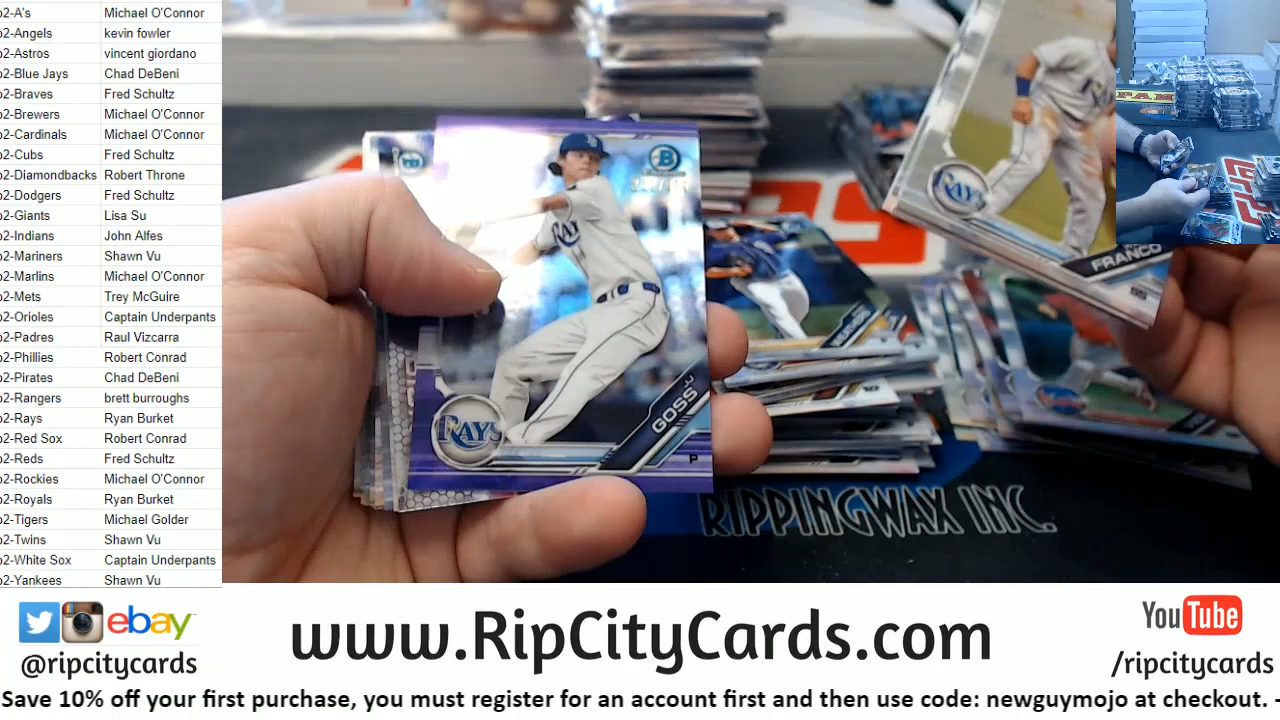 o2-A's Michael O'Connor
o2-Angels kevin fowler
o2-Astros vincent giordano
o2-Blue Jays Chad DeBeni
o2-Braves Fred Schultz
o2-Brewers Michael O'Connor
o2-Cardinals Michael O'Connor
o2-Cubs Fred Schultz
o2-Diamondbacks Robert Throne
o2-Dodgers Fred Schultz
o2-Giants Lisa Su
o2-Indians John Alfes
o2-Mariners Shawn Vu
o2-Marlins Michael O'Connor
o2-Mets Trey McGuire
o2-Orioles Captain Underpants
o2-Padres Raul Vizcarra
o2-Phillies Robert Conrad
o2-Pirates Chad DeBeni
o2-Rangers brett burroughs
o2-Rays Ryan Burket
o2-Red Sox Robert Conrad
o2-Reds Fred Schultz
o2-Rockies Michael O'Connor
o2-Royals Ryan Burket
o2-Tigers Michael Golder
o2-Twins Shawn Vu
o2-White Sox Captain Underpants
o2-Yankees Shawn Vu
B
RAYS
JJ
GOSS
P
RAYS
FRANCO
SS
RIPPINGWAX INC.
ebay
@ripcitycards
www.RipCityCards.com
YouTube
/ripcitycards
Save 10% off your first purchase, you must register for an account first and then use code: newguymojo at checkout. -